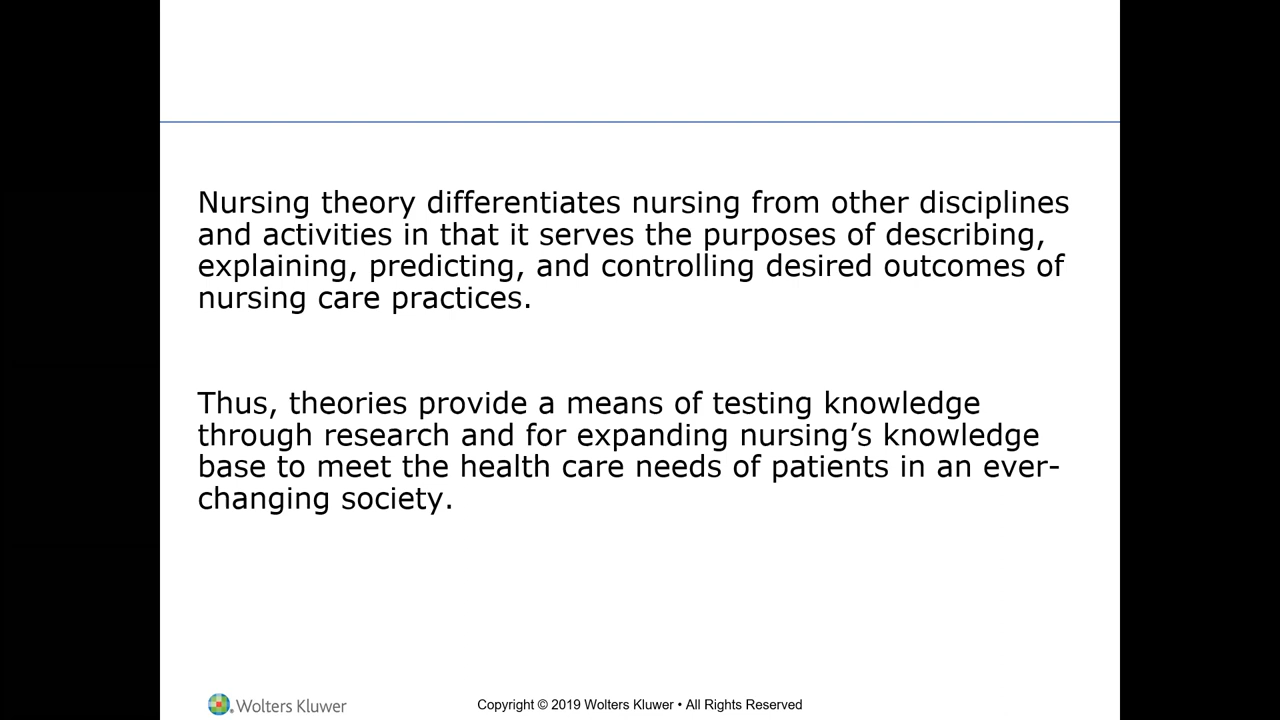 Nursing theory differentiates nursing from other disciplines
and activities in that it serves the purposes of describing,
explaining, predicting, and controlling desired outcomes of
nursing care practices.
Thus, theories provide a means of testing knowledge
through research and for expanding nursing’s knowledge
base to meet the health care needs of patients in an ever-
changing society.
Wolters Kluwer
Copyright © 2019 Wolters Kluwer • All Rights Reserved